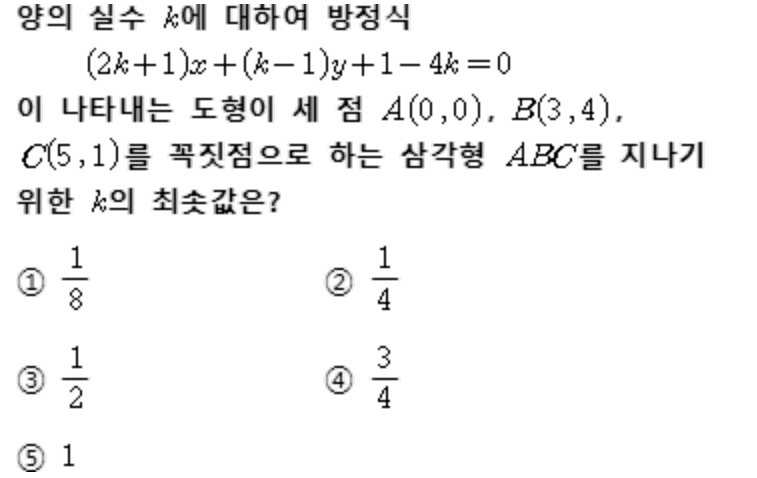 양의 실수 k에 대하여 방정식
(2k+1)x+(k-1)y+1-4k=0
이 나타내는 도형이 세 점 A(0,0), B(3,4),
C(5,1)를 꼭짓점으로 하는 삼각형 ABC를 지나기
위한 k의 최솟값은?
① 1/8 ② 1/4
③ 1/2 ④ 3/4
⑤ 1